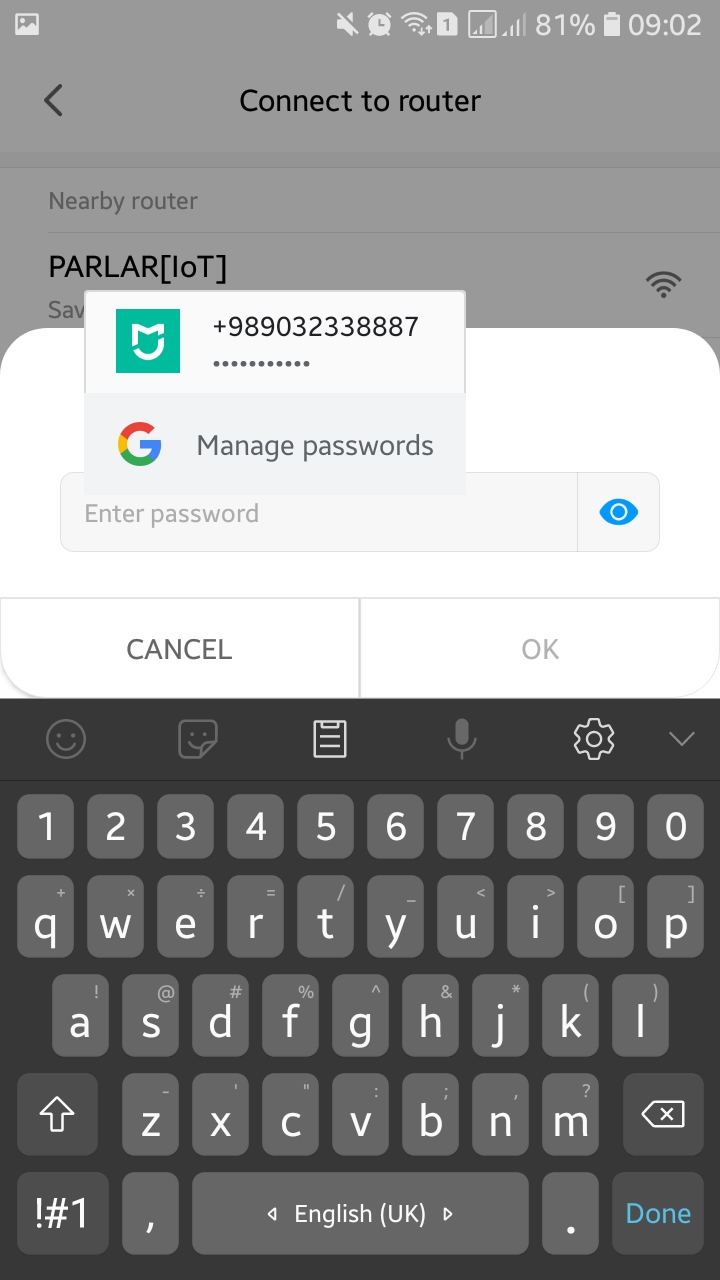 81% 09:02
Connect to router
Nearby router
PARLAR[IoT]
Sav
+989032338887
•••••••••••
Manage passwords
Enter password
CANCEL OK
1 2 3 4 5 6 7 8 9 0
+ × ÷ = / _ < > [ ]
q w e r t y u i o p
! @ # % ^ & * ( )
a s d f g h j k l
- ' " : ; , ?
z x c v b n m
!#1 , English (UK) . Done